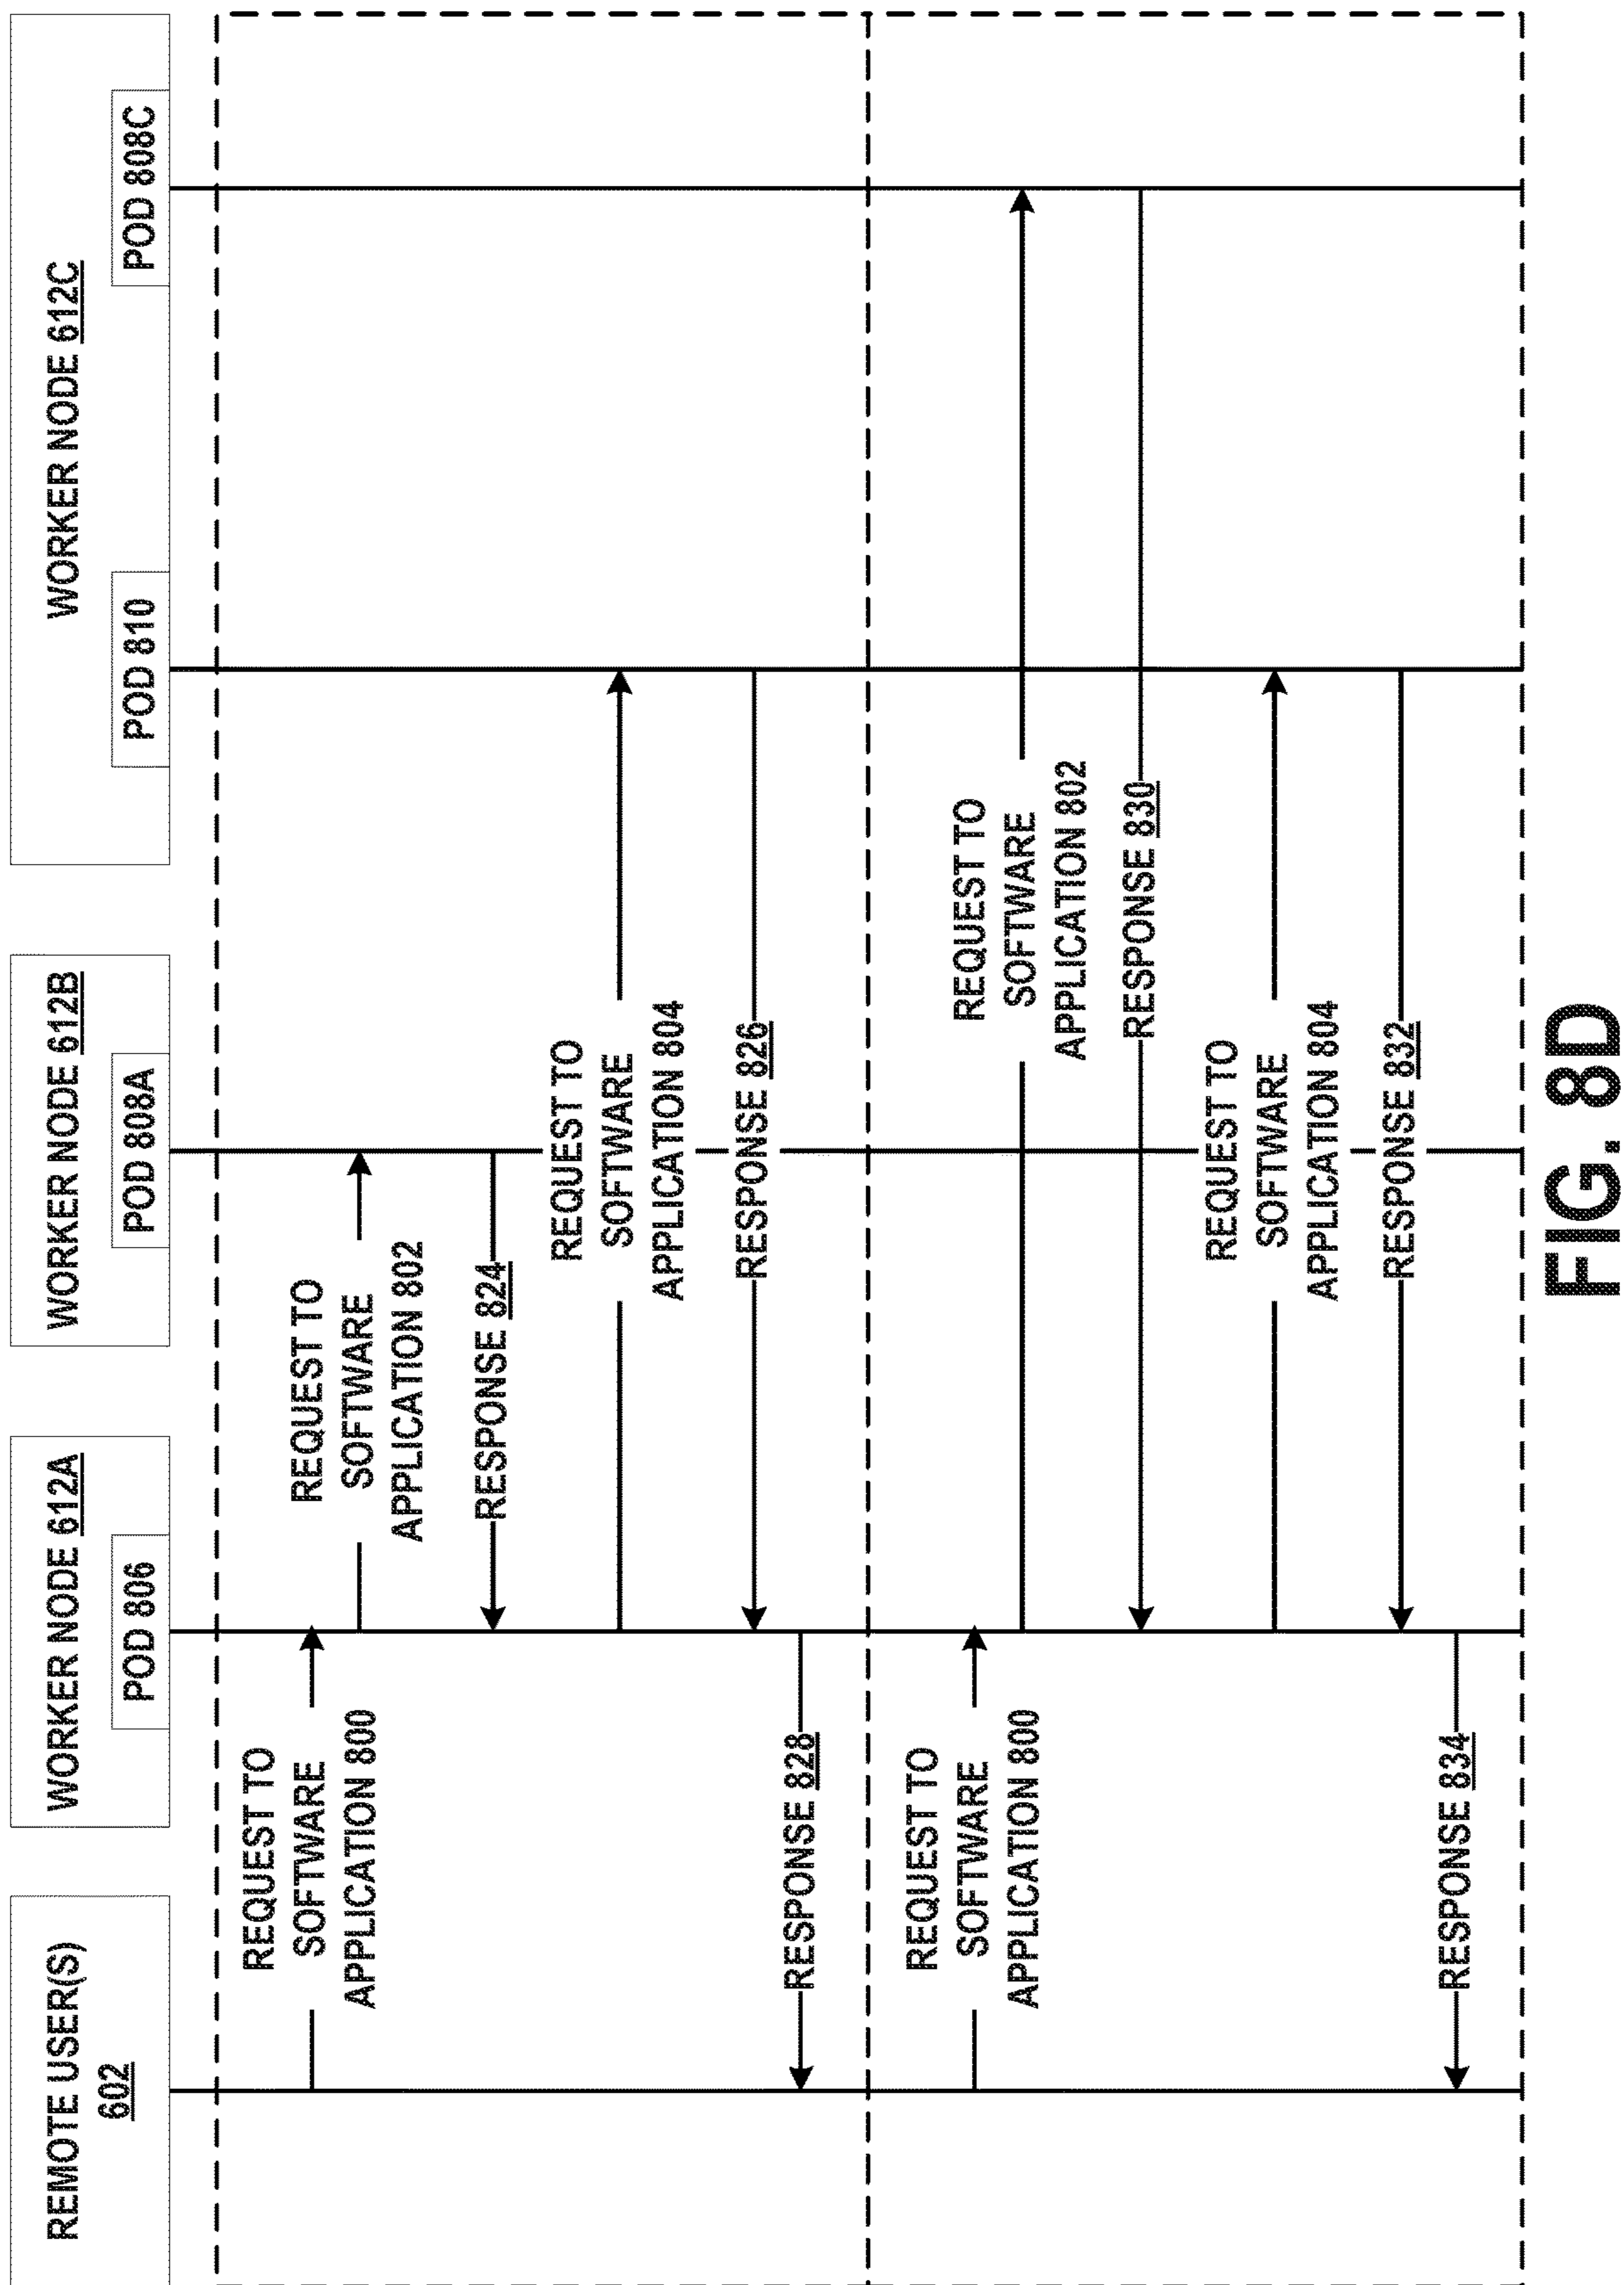 REMOTE USER(S)
602
WORKER NODE 612A
POD 806
WORKER NODE 612B
POD 808A
WORKER NODE 612C
POD 810
POD 808C
REQUEST TO
SOFTWARE
APPLICATION 800
REQUEST TO
SOFTWARE
APPLICATION 802
RESPONSE 824
REQUEST TO
SOFTWARE
APPLICATION 804
RESPONSE 826
RESPONSE 828
REQUEST TO
SOFTWARE
APPLICATION 800
REQUEST TO
SOFTWARE
APPLICATION 802
RESPONSE 830
REQUEST TO
SOFTWARE
APPLICATION 804
RESPONSE 832
RESPONSE 834
FIG. 8D